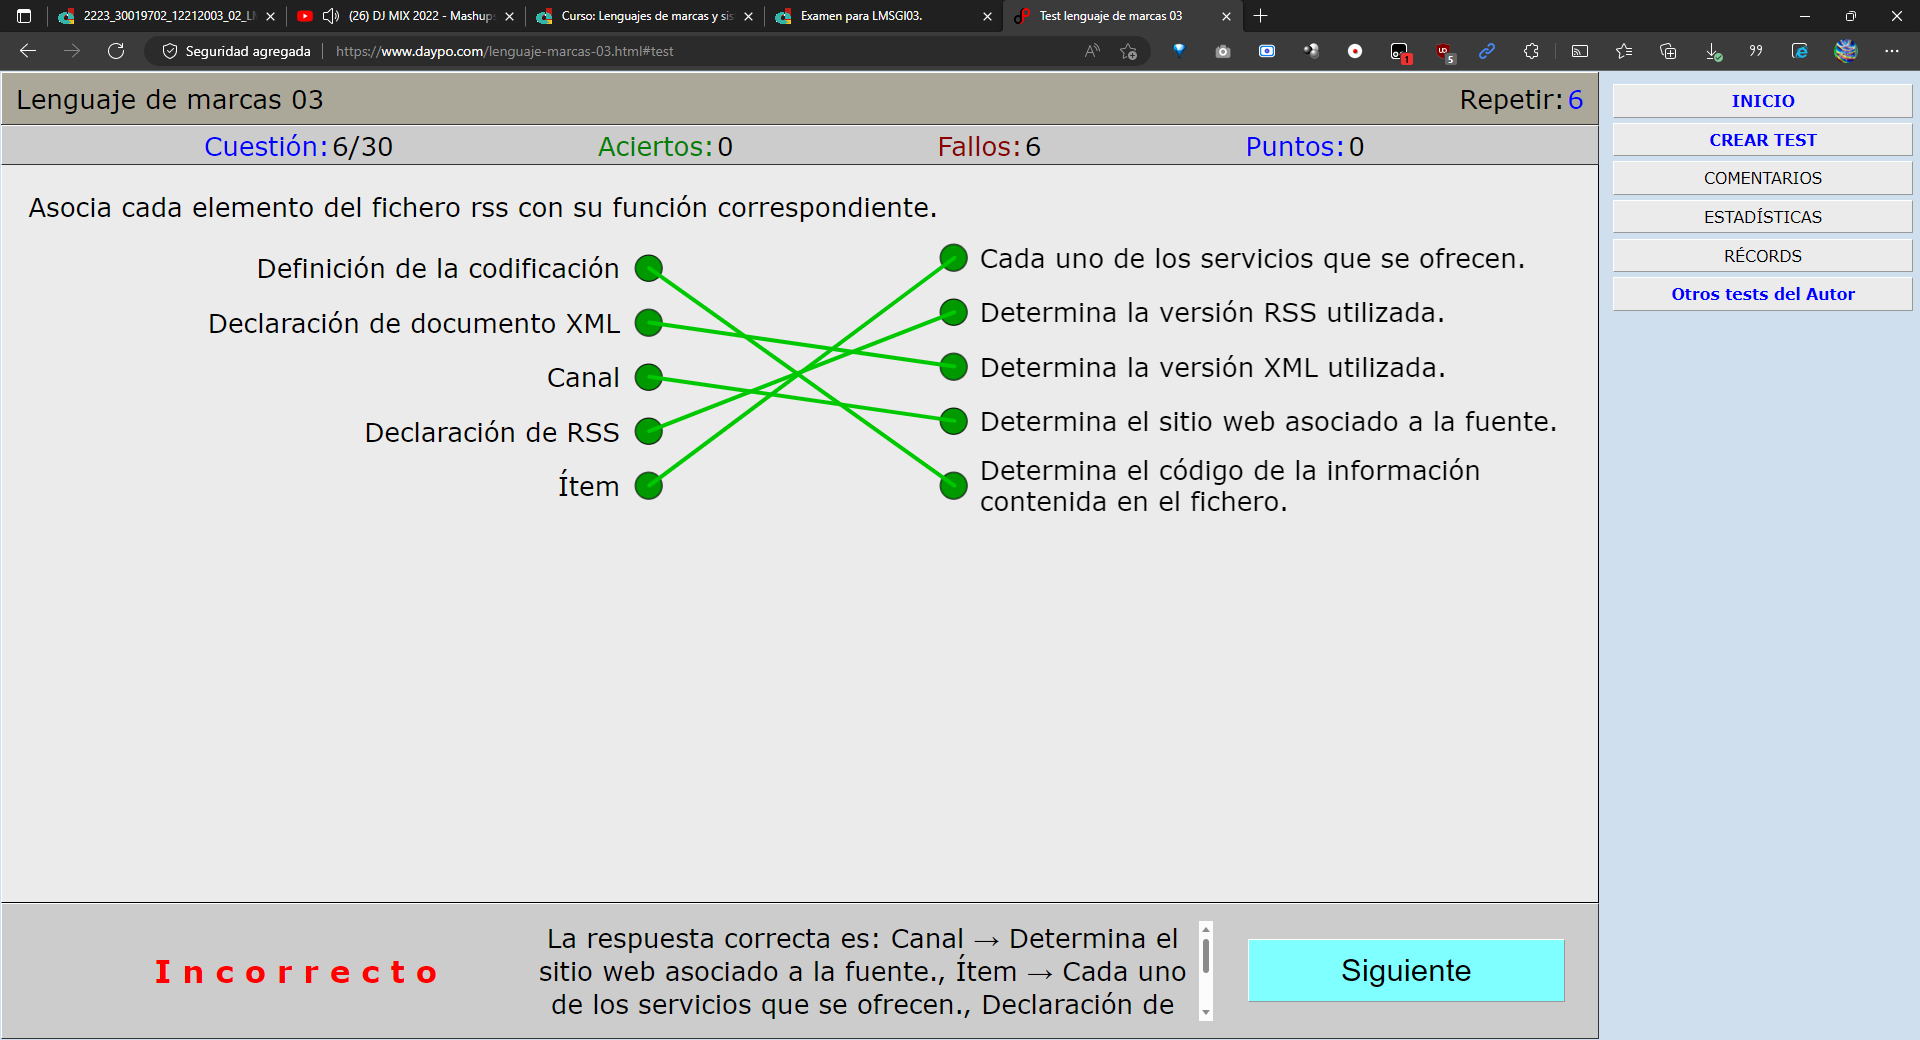 2223_30019702_12212003_02_L
(26) DJ MIX 2022 - Mashup
Curso: Lenguajes de marcas y si
Examen para LMSGI03.
Test lenguaje de marcas 03
Seguridad agregada
https://www.daypo.com/lenguaje-marcas-03.html#test
1
5
Lenguaje de marcas 03
Repetir: 6
Cuestión: 6/30
Aciertos: 0
Fallos: 6
Puntos: 0
Asocia cada elemento del fichero rss con su función correspondiente.
Definición de la codificación
Declaración de documento XML
Canal
Declaración de RSS
Ítem
Cada uno de los servicios que se ofrecen.
Determina la versión RSS utilizada.
Determina la versión XML utilizada.
Determina el sitio web asociado a la fuente.
Determina el código de la información
contenida en el fichero.
Incorrecto
La respuesta correcta es: Canal → Determina el
sitio web asociado a la fuente., Ítem → Cada uno
de los servicios que se ofrecen., Declaración de
Siguiente
INICIO
CREAR TEST
COMENTARIOS
ESTADÍSTICAS
RÉCORDS
Otros tests del Autor